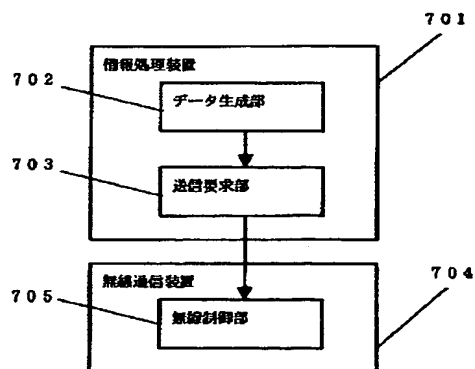 ７０１
情報処理装置
７０２
データ生成部
７０３
送信要求部
無線通信装置
７０４
７０５
無線制御部